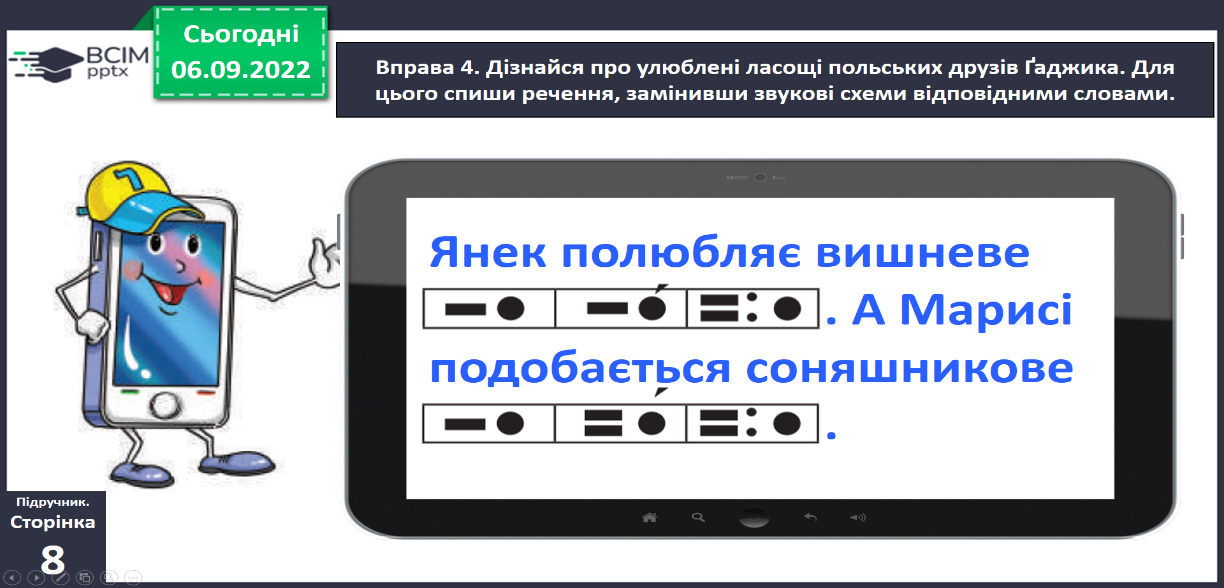 Сьогодні
06.09.2022
ВСІМ
pptx
Вправа 4. Дізнайся про улюблені ласощі польських друзів Ґаджика. Для
цього спиши речення, замінивши звукові схеми відповідними словами.
Янек полюбляє вишневе
. А Марисі
подобається соняшникове
.
Підручник.
Сторінка
8